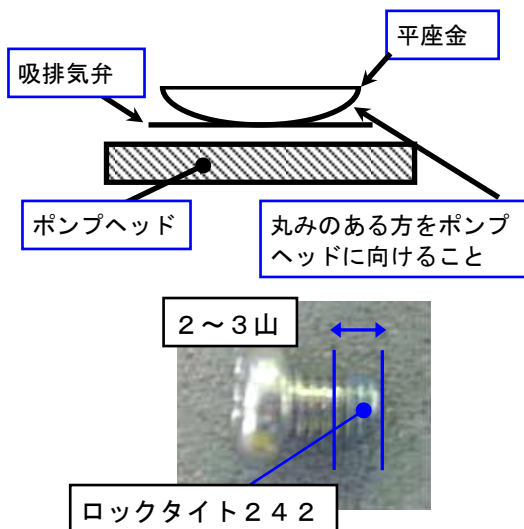 平座金
吸排気弁
ポンプヘッド
丸みのある方をポンプ
ヘッドに向けること
2～3山
ロックタイト242